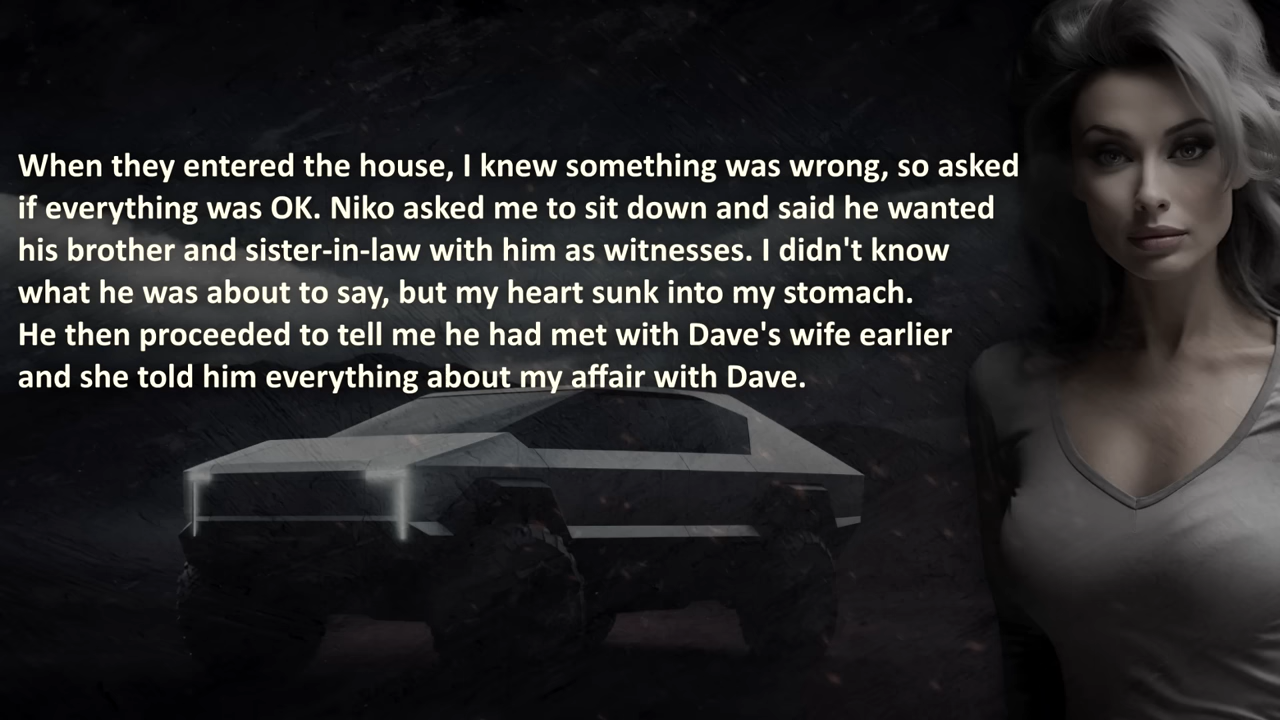 When they entered the house, I knew something was wrong, so asked
if everything was OK. Niko asked me to sit down and said he wanted
his brother and sister-in-law with him as witnesses. I didn't know
what he was about to say, but my heart sunk into my stomach.
He then proceeded to tell me he had met with Dave's wife earlier
and she told him everything about my affair with Dave.